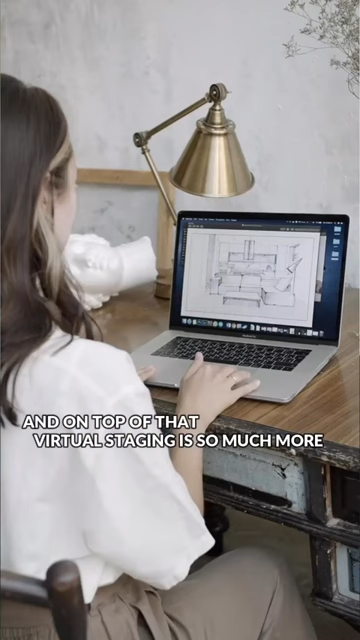 AND ON TOP OF THAT
VIRTUAL STAGING IS SO MUCH MORE